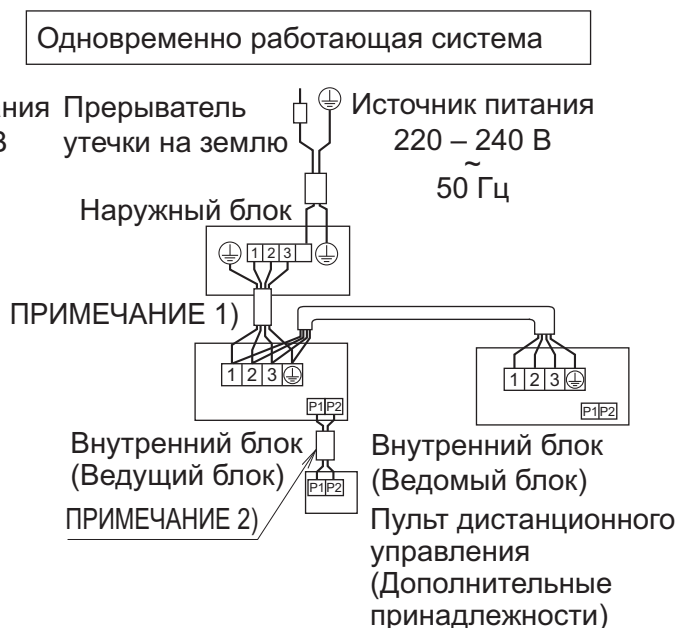 Одновременно работающая система
ания
В
Прерыватель
утечки на землю
Источник питания
220 – 240 В
~
50 Гц
Наружный блок
1 2 3
ПРИМЕЧАНИЕ 1)
1 2 3
P1 P2
1 2 3
P1 P2
Внутренний блок
(Ведущий блок)
P1 P2
ПРИМЕЧАНИЕ 2)
Внутренний блок
(Ведомый блок)
Пульт дистанционного
управления
(Дополнительные
принадлежности)